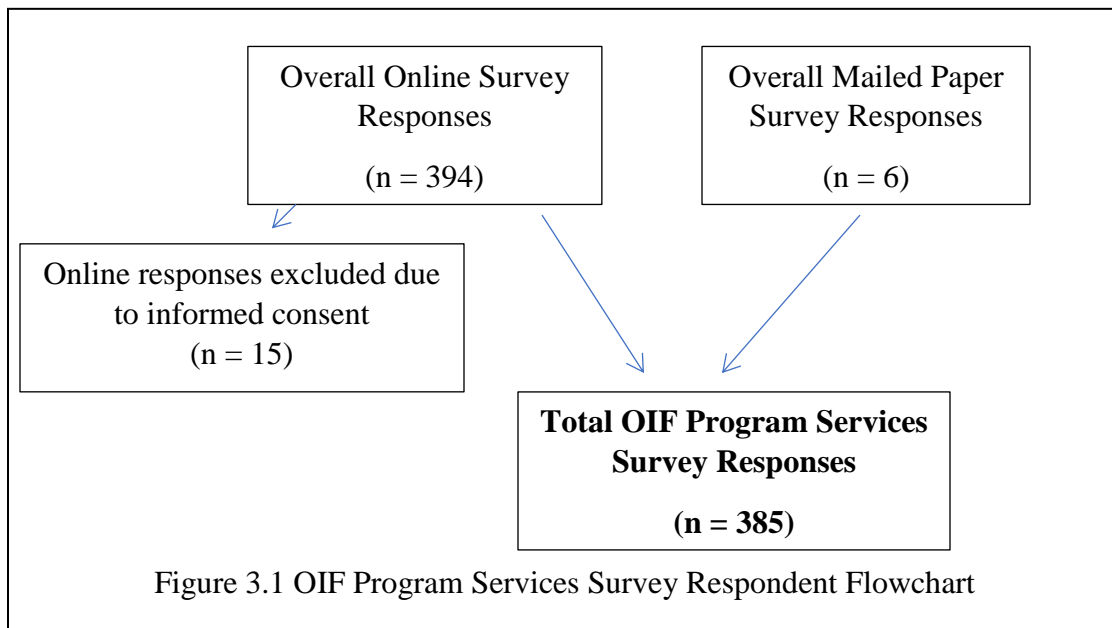 Overall Online Survey
Responses
(n = 394)
Overall Mailed Paper
Survey Responses
(n = 6)
Online responses excluded due
to informed consent
(n = 15)
Total OIF Program Services
Survey Responses
(n = 385)
Figure 3.1 OIF Program Services Survey Respondent Flowchart